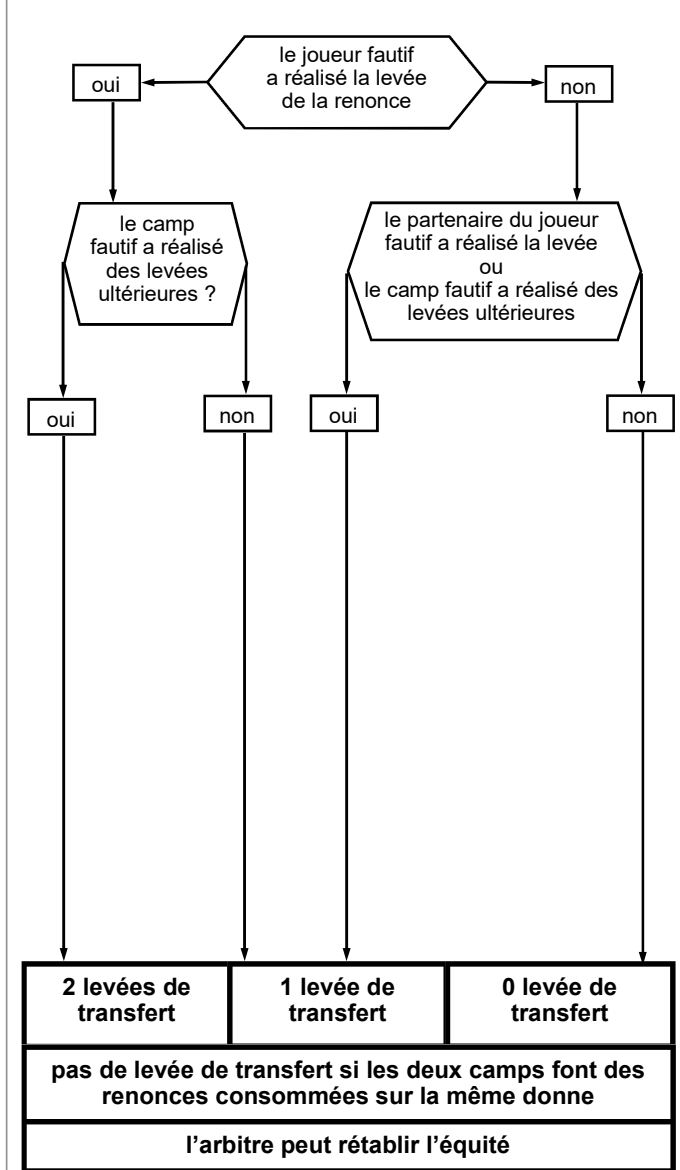 le joueur fautif
a réalisé la levée
de la renonce
oui
non
le camp
fautif a réalisé
des levées
ultérieures ?
le partenaire du joueur
fautif a réalisé la levée
ou
le camp fautif a réalisé des
levées ultérieures
oui
non
oui
non
2 levées de
transfert
1 levée de
transfert
0 levée de
transfert
pas de levée de transfert si les deux camps font des
renonces consommées sur la même donne
l'arbitre peut rétablir l'équité